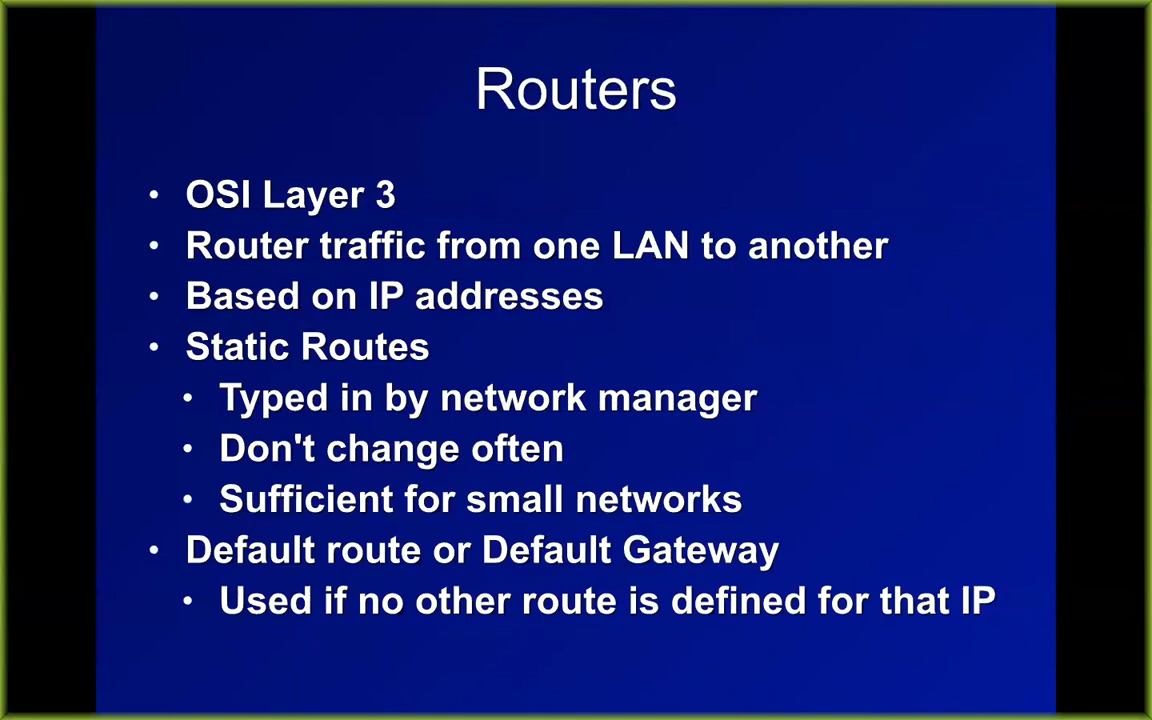 Routers
• OSI Layer 3
• Router traffic from one LAN to another
• Based on IP addresses
• Static Routes
• Typed in by network manager
• Don't change often
• Sufficient for small networks
• Default route or Default Gateway
• Used if no other route is defined for that IP